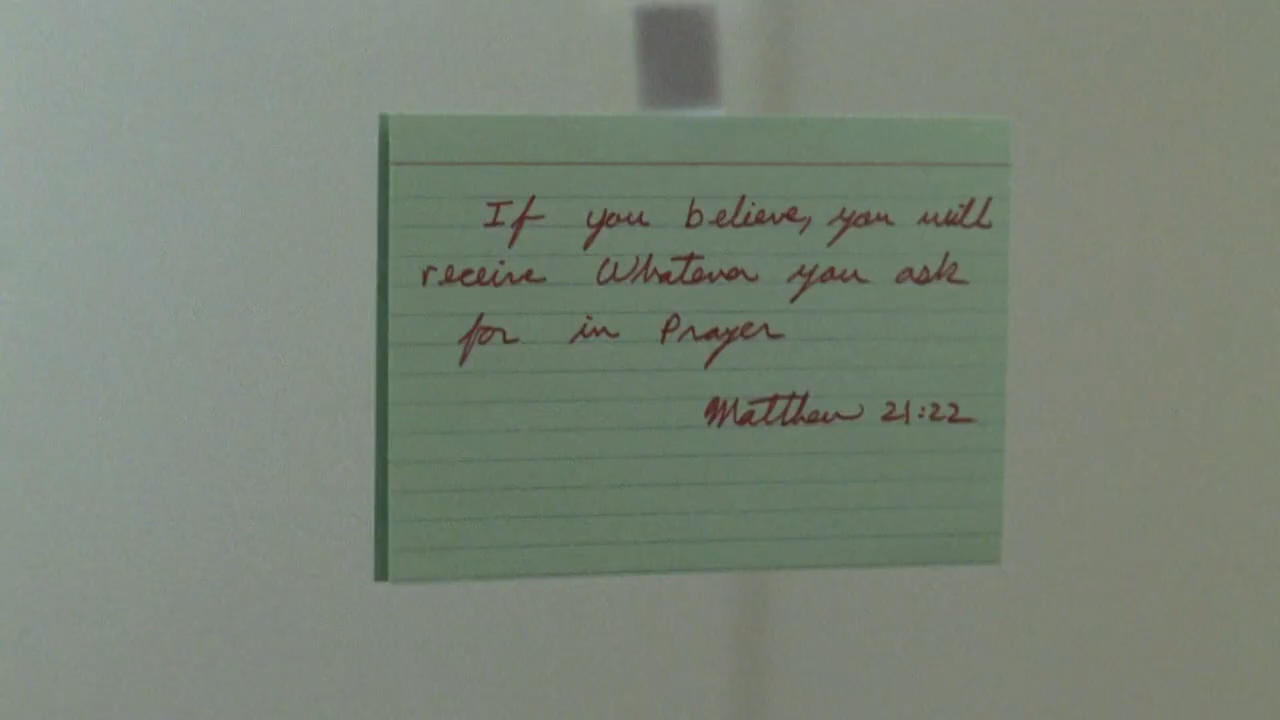 If you believe, you will
receive Whatever you ask
for in Prayer
Matthew 21:22